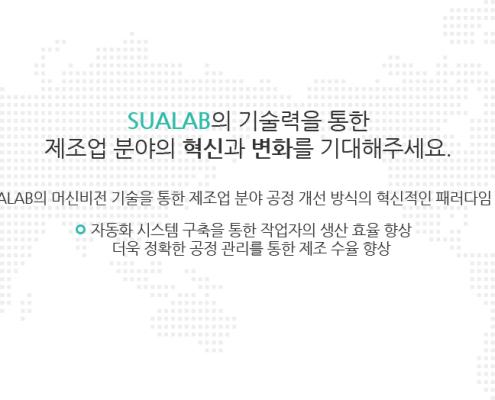 SUALAB의 기술력을 통한
제조업 분야의 혁신과 변화를 기대해주세요.
ALAB의 머신비전 기술을 통한 제조업 분야 공정 개선 방식의 혁신적인 패러다임
자동화 시스템 구축을 통한 작업자의 생산 효율 향상
더욱 정확한 공정 관리를 통한 제조 수율 향상